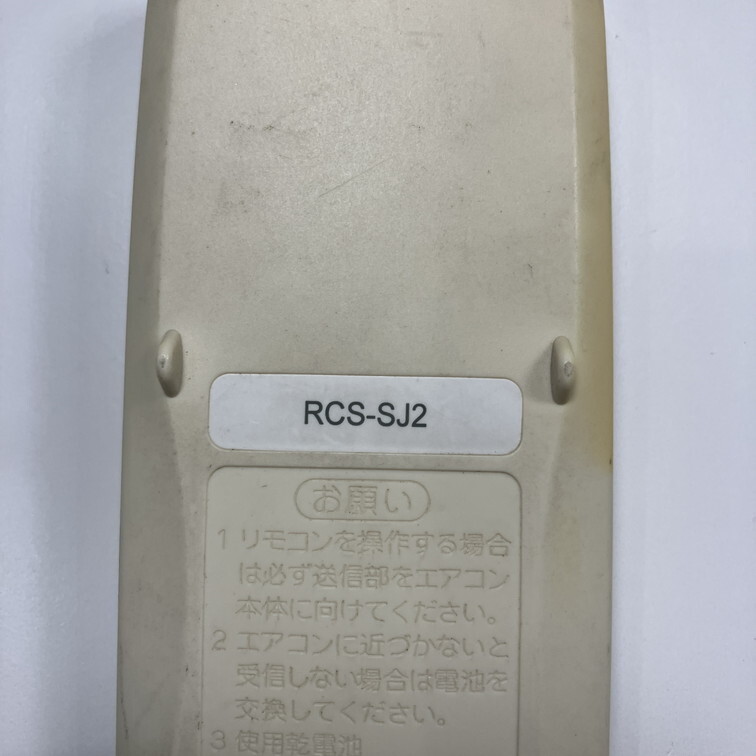 RCS-SJ2
お願い
1 リモコンを操作する場合
は必ず送信部をエアコン
本体に向けてください。
2 エアコンに近づかないと
受信しない場合は電池を
交換してください。
3 使用乾電池